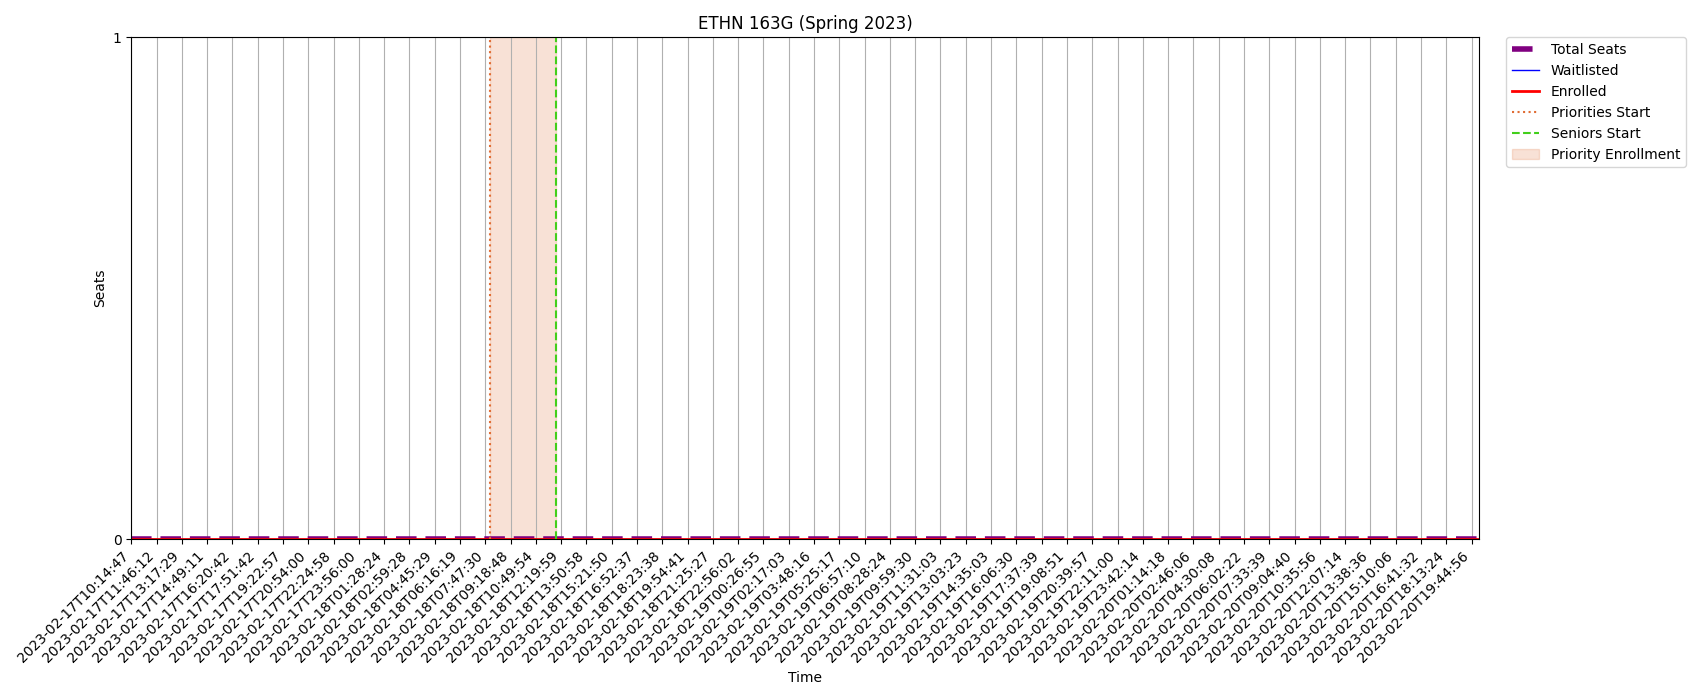 ETHN 163G (Spring 2023)
1
0
Seats
Total Seats
Waitlisted
Enrolled
Priorities Start
Seniors Start
Priority Enrollment
2023-02-17T10:14:47
2023-02-17T11:46:12
2023-02-17T13:17:29
2023-02-17T14:49:11
2023-02-17T16:20:42
2023-02-17T17:51:42
2023-02-17T19:22:57
2023-02-17T20:54:00
2023-02-17T22:24:58
2023-02-17T23:56:00
2023-02-18T01:28:24
2023-02-18T02:59:28
2023-02-18T04:45:29
2023-02-18T06:16:19
2023-02-18T07:47:30
2023-02-18T09:18:48
2023-02-18T10:49:54
2023-02-18T12:19:59
2023-02-18T13:50:58
2023-02-18T15:21:50
2023-02-18T16:52:37
2023-02-18T18:23:38
2023-02-18T19:54:41
2023-02-18T21:25:27
2023-02-18T22:56:02
2023-02-19T00:26:55
2023-02-19T02:17:03
2023-02-19T03:48:16
2023-02-19T05:25:17
2023-02-19T06:57:10
2023-02-19T08:28:24
2023-02-19T09:59:30
2023-02-19T11:31:03
2023-02-19T13:03:23
2023-02-19T14:35:03
2023-02-19T16:06:30
2023-02-19T17:37:39
2023-02-19T19:08:51
2023-02-19T20:39:57
2023-02-19T22:11:00
2023-02-19T23:42:14
2023-02-20T01:14:18
2023-02-20T02:46:06
2023-02-20T04:30:08
2023-02-20T06:02:22
2023-02-20T07:33:39
2023-02-20T09:04:40
2023-02-20T10:35:56
2023-02-20T12:07:14
2023-02-20T13:38:36
2023-02-20T15:10:06
2023-02-20T16:41:32
2023-02-20T18:13:24
2023-02-20T19:44:56
Time